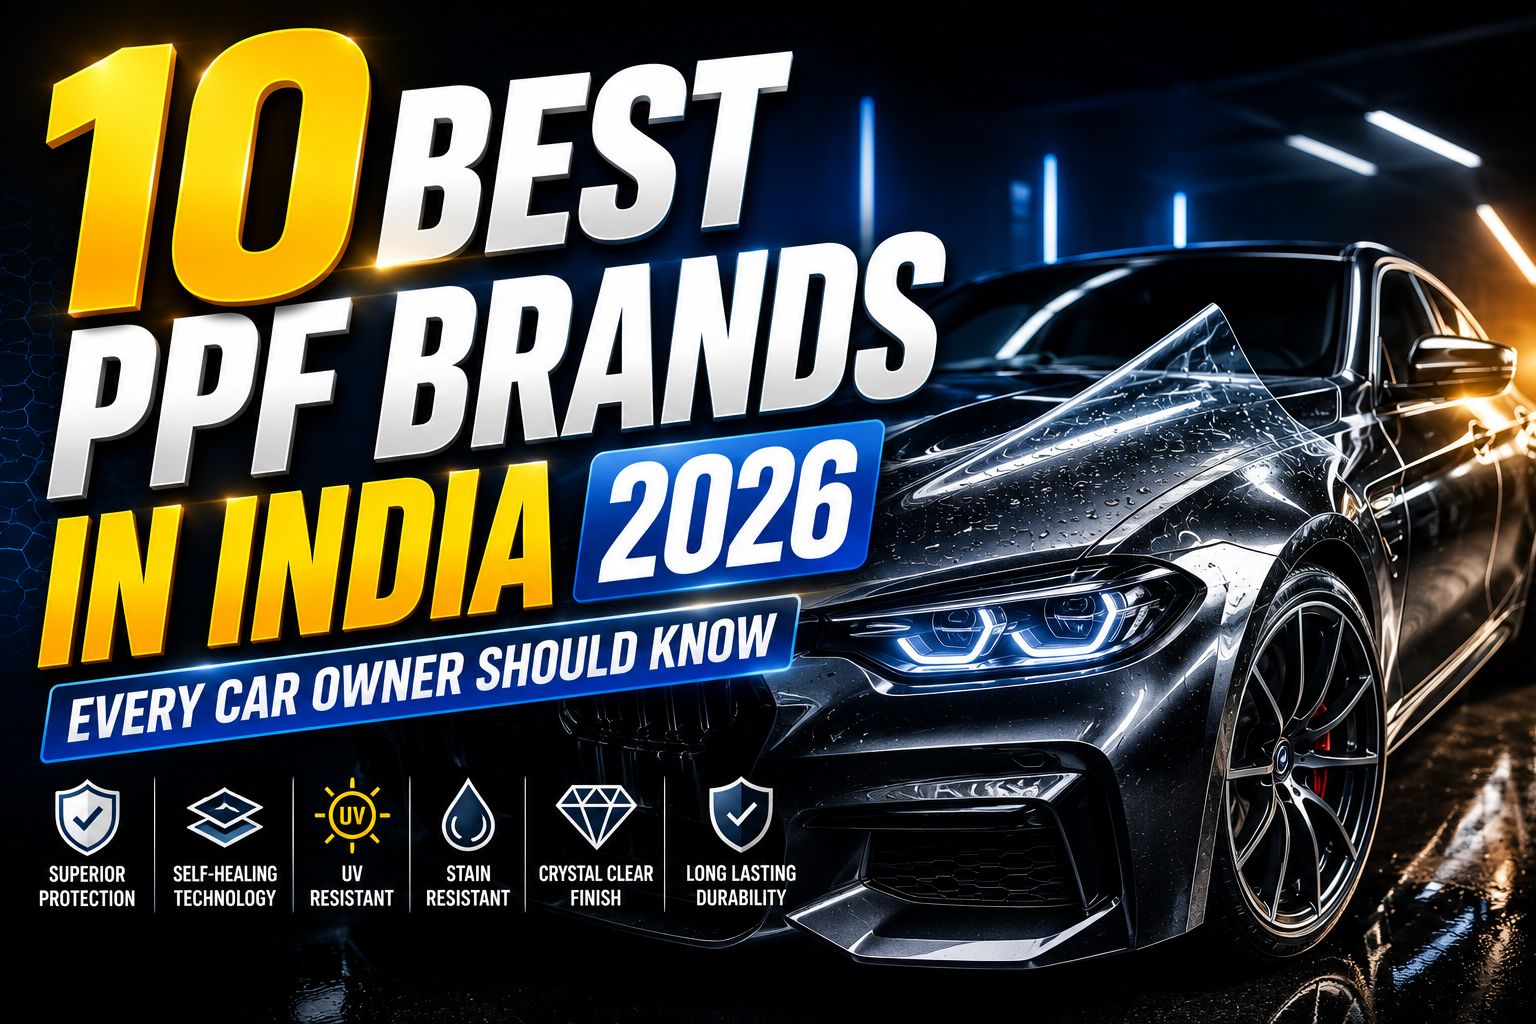 10 BEST
PPF BRANDS
IN INDIA 2026
EVERY CAR OWNER SHOULD KNOW
SUPERIOR
PROTECTION
SELF-HEALING
TECHNOLOGY
UV
UV
RESISTANT
STAIN
RESISTANT
CRYSTAL CLEAR
FINISH
LONG LASTING
DURABILITY